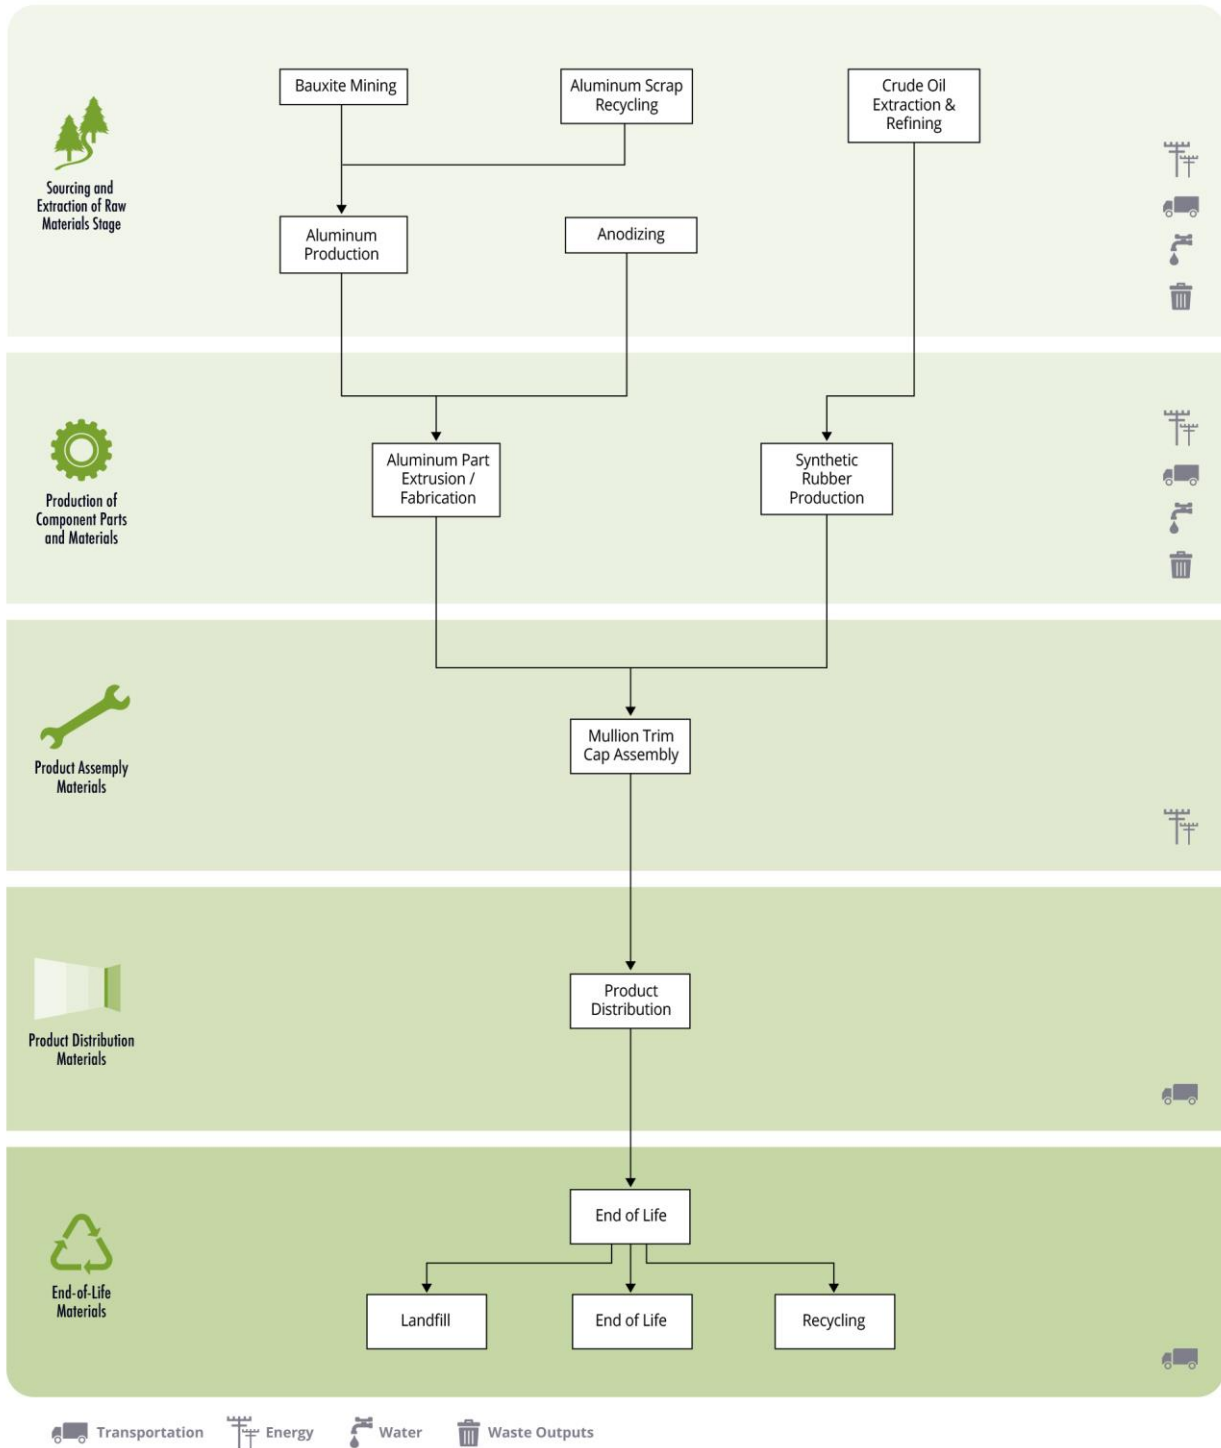 Bauxite Mining
Aluminum Scrap
Recycling
Crude Oil
Extraction &
Refining
Sourcing and
Extraction of Raw
Materials Stage
Aluminum
Production
Anodizing
Production of
Component Parts
and Materials
Aluminum Part
Extrusion /
Fabrication
Synthetic
Rubber
Production
Product Assemply
Materials
Mullion Trim
Cap Assembly
Product Distribution
Materials
Product
Distribution
End-of-Life
Materials
End of Life
Landfill
End of Life
Recycling
Transportation
Energy
Water
Waste Outputs